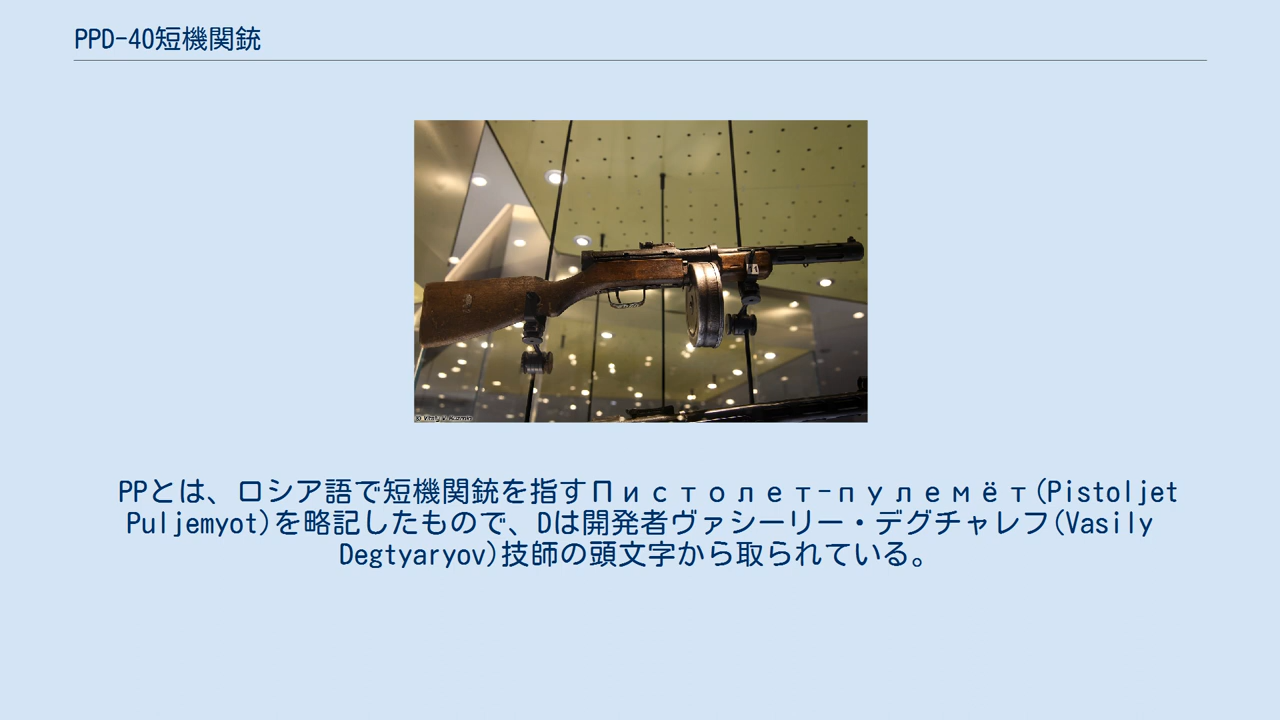 PPD-40短機関銃
PPとは、ロシア語で短機関銃を指すПистолет-пулемёт(Pistoljet
Puljemyot)を略記したもので、Dは開発者ヴァシーリー・デグチャレフ(Vasily
Degtyaryov)技師の頭文字から取られている。